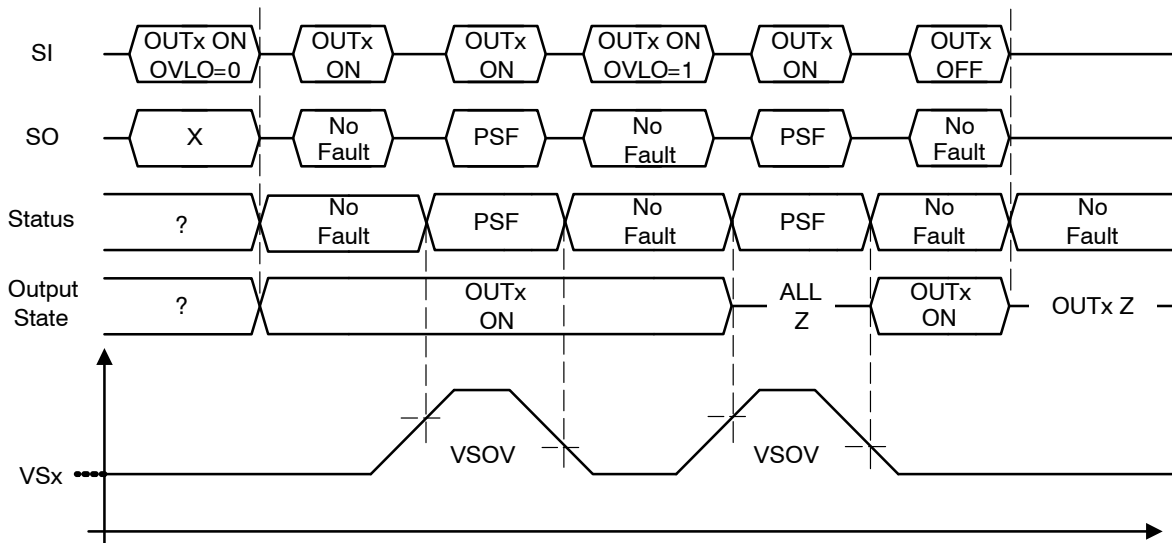 SI
OUTx ON
OVLO=0
OUTx
ON
OUTx
ON
OUTx ON
OVLO=1
OUTx
ON
OUTx
OFF
SO
X
No
Fault
PSF
No
Fault
PSF
No
Fault
Status
?
No
Fault
PSF
No
Fault
PSF
No
Fault
No
Fault
Output
State
?
OUTx
ON
ALL
Z
OUTx
ON
OUTx Z
VSOV
VSOV
VSx